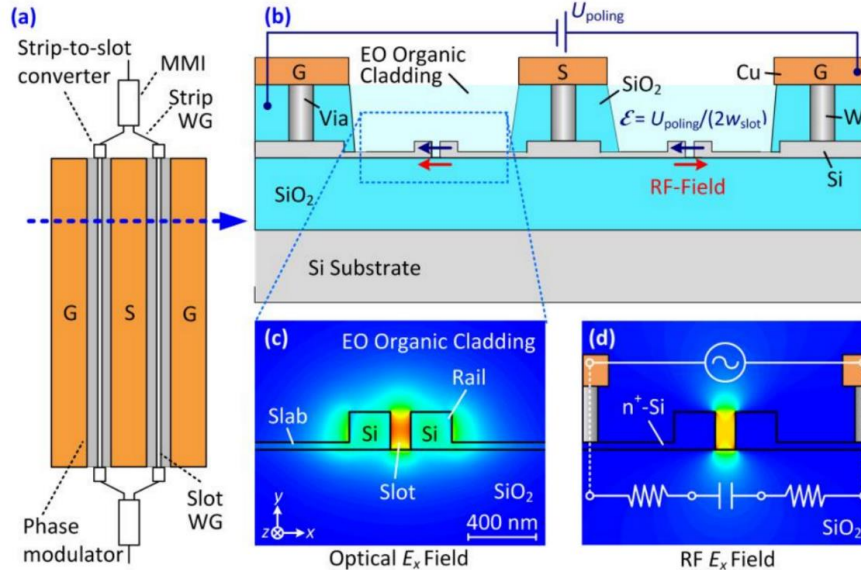 (a)
Strip-to-slot
converter
MMI
Strip
WG
G
S
G
Phase
modulator
Slot
WG
(b)
U_poling
EO Organic
Cladding
G
S
G
Cu
SiO₂
Via
W
ℰ = U_poling/(2w_slot)
Si
RF-Field
SiO₂
Si Substrate
(c)
EO Organic Cladding
Rail
Slab
Si
Si
Slot
SiO₂
y
z
x
400 nm
Optical Eₓ Field
(d)
n⁺-Si
SiO₂
RF Eₓ Field